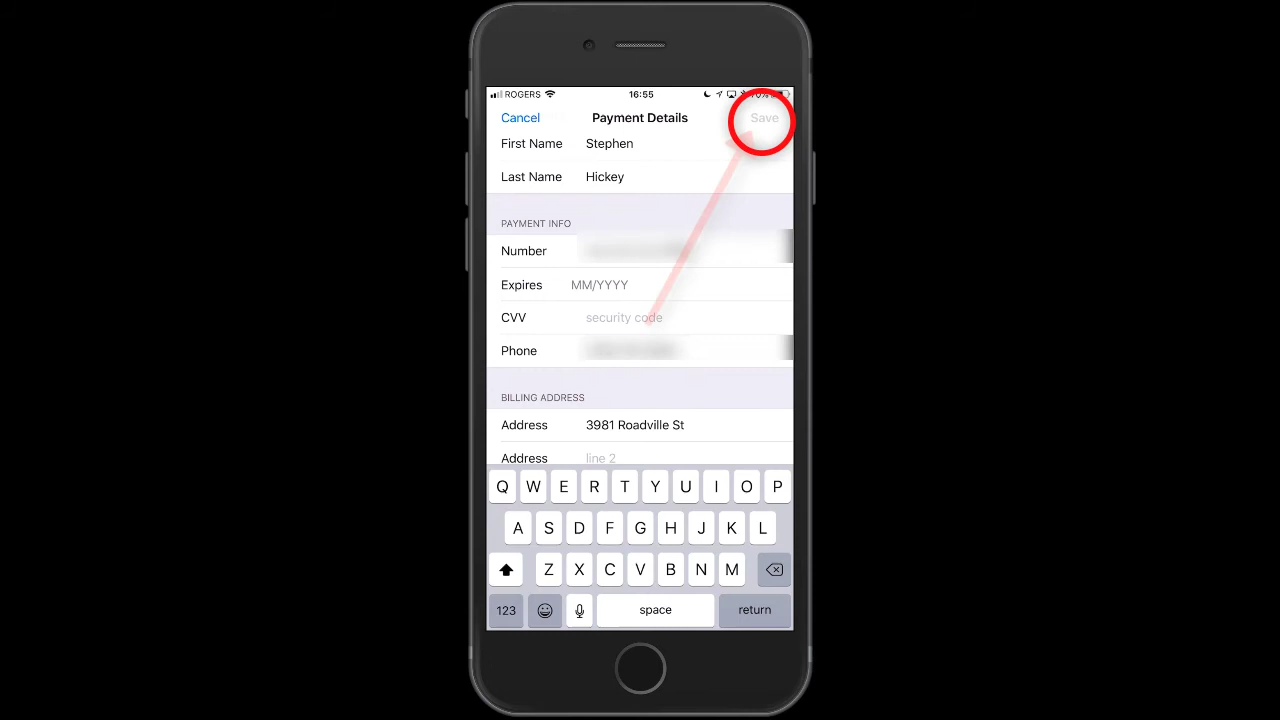 ROGERS 16:55 70%
Cancel Payment Details Save
First Name Stephen
Last Name Hickey
PAYMENT INFO
Number
Expires MM/YYYY
CVV security code
Phone
BILLING ADDRESS
Address 3981 Roadville St
Address line 2
Q W E R T Y U I O P
A S D F G H J K L
Z X C V B N M
123 space return